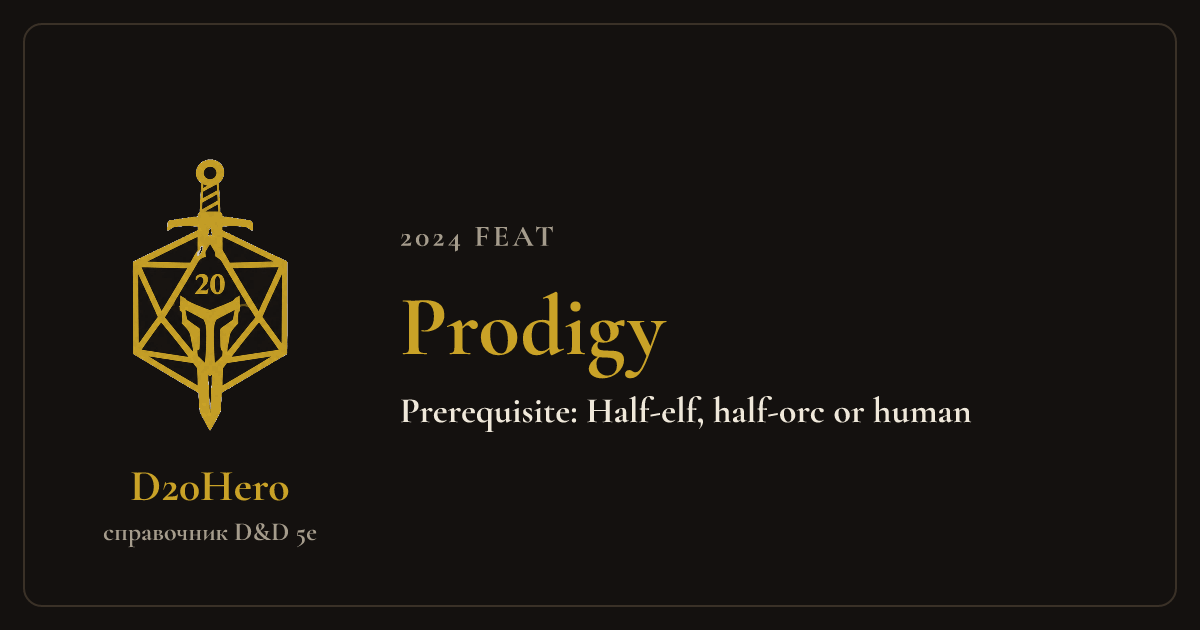 20
D20Hero
справочник D&D 5e
2024 FEAT
Prodigy
Prerequisite: Half-elf, half-orc or human